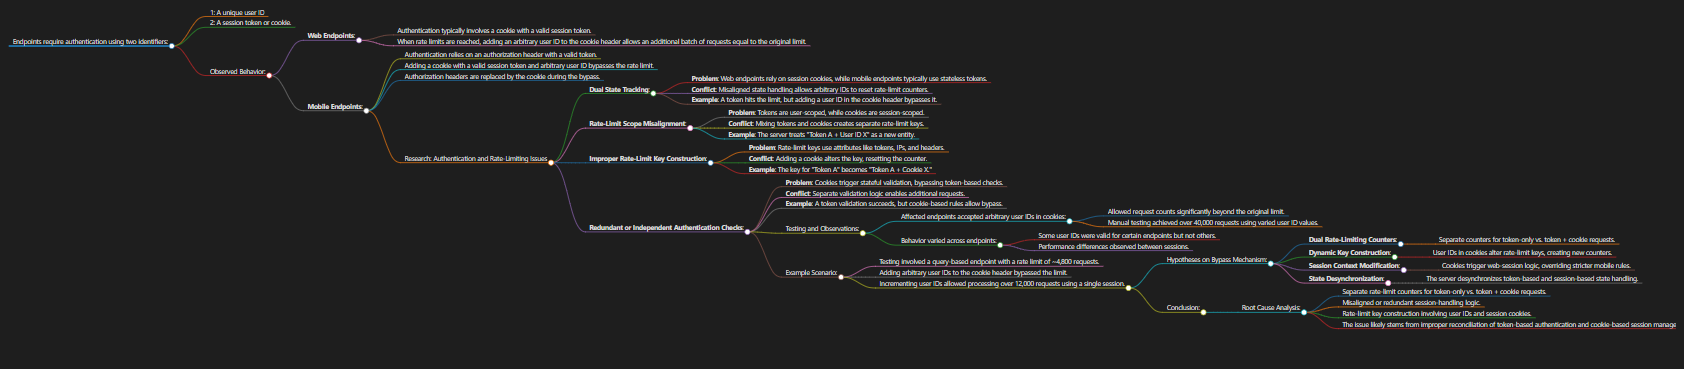 Endpoints require authentication using two identifiers:
1: A unique user ID
2: A session token or cookie.
Observed Behavior:
Web Endpoints:
Authentication typically involves a cookie with a valid session token.
When rate limits are reached, adding an arbitrary user ID to the cookie header allows an additional batch of requests equal to the original limit.
Mobile Endpoints:
Authentication relies on an authorization header with a valid token.
Adding a cookie with a valid session token and arbitrary user ID bypasses the rate limit.
Authorization headers are replaced by the cookie during the bypass.
Research: Authentication and Rate-Limiting Issues
Dual State Tracking:
Problem: Web endpoints rely on session cookies, while mobile endpoints typically use stateless tokens.
Conflict: Misaligned state handling allows arbitrary IDs to reset rate-limit counters.
Example: A token hits the limit, but adding a user ID in the cookie header bypasses it.
Rate-Limit Scope Misalignment:
Problem: Tokens are user-scoped, while cookies are session-scoped.
Conflict: Mixing tokens and cookies creates separate rate-limit keys.
Example: The server treats "Token A + User ID X" as a new entity.
Improper Rate-Limit Key Construction:
Problem: Rate-limit keys use attributes like tokens, IPs, and headers.
Conflict: Adding a cookie alters the key, resetting the counter.
Example: The key for "Token A" becomes "Token A + Cookie X."
Redundant or Independent Authentication Checks:
Problem: Cookies trigger stateful validation, bypassing token-based checks.
Conflict: Separate validation logic enables additional requests.
Example: A token validation succeeds, but cookie-based rules allow bypass.
Testing and Observations:
Affected endpoints accepted arbitrary user IDs in cookies:
Allowed request counts significantly beyond the original limit.
Manual testing achieved over 40,000 requests using varied user ID values.
Behavior varied across endpoints:
Some user IDs were valid for certain endpoints but not others.
Performance differences observed between sessions.
Example Scenario:
Testing involved a query-based endpoint with a rate limit of ~4,800 requests.
Adding arbitrary user IDs to the cookie header bypassed the limit.
Incrementing user IDs allowed processing over 12,000 requests using a single session.
Hypotheses on Bypass Mechanism:
Dual Rate-Limiting Counters:
Separate counters for token-only vs. token + cookie requests.
Dynamic Key Construction:
User IDs in cookies alter rate-limit keys, creating new counters.
Session Context Modification:
Cookies trigger web-session logic, overriding stricter mobile rules.
State Desynchronization:
The server desynchronizes token-based and session-based state handling.
Conclusion:
Root Cause Analysis:
Separate rate-limit counters for token-only vs. token + cookie requests.
Misaligned or redundant session-handling logic.
Rate-limit key construction involving user IDs and session cookies.
The issue likely stems from improper reconciliation of token-based authentication and cookie-based session manage